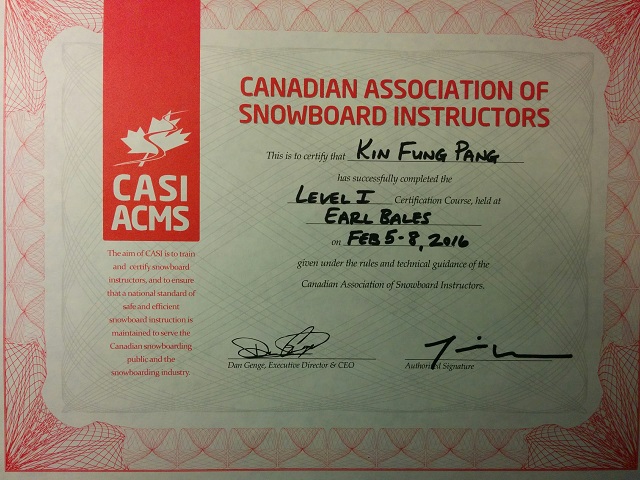 CANADIAN ASSOCIATION OF
SNOWBOARD INSTRUCTORS
This is to certify that KIN FUNG PANG
has successfully completed the
LEVEL I Certification Course, held at
EARL BALES
on FEB 5-8, 2016
given under the rules and technical guidance of the
Canadian Association of Snowboard Instructors.
CASI
ACMS
The aim of CASI is to train
and certify snowboard
instructors, and to ensure
that a national standard of
safe and efficient
snowboard instruction is
maintained to serve the
Canadian snowboarding
public and the
snowboarding industry.
Dan Genge, Executive Director & CEO
Authorized Signature